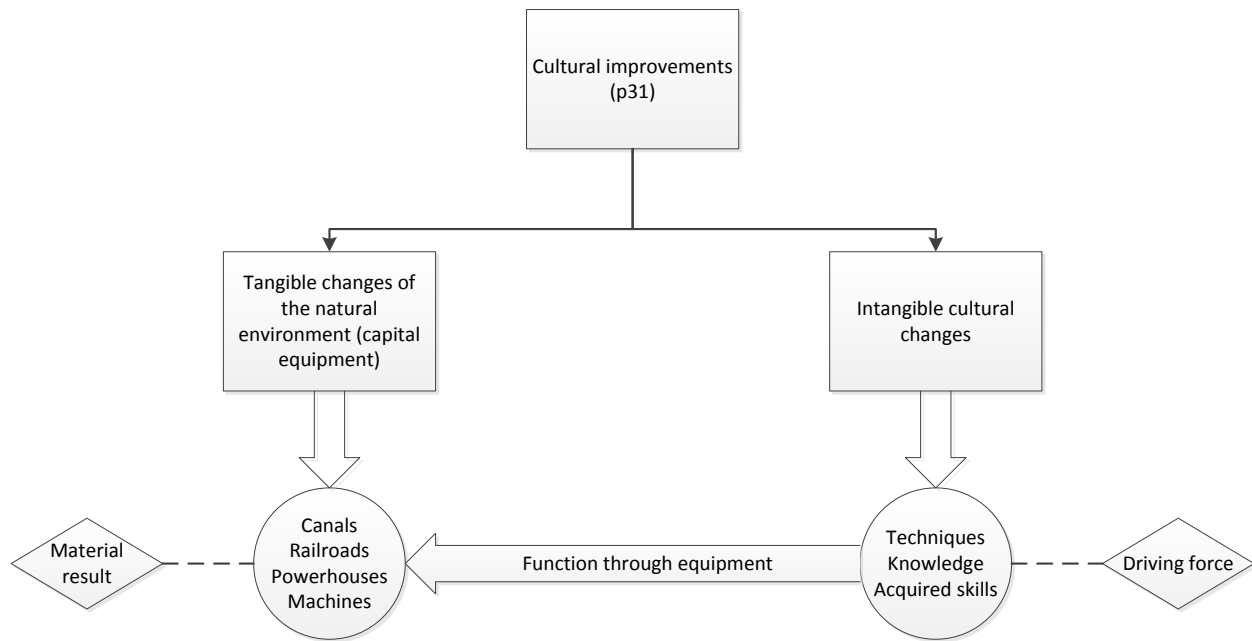 Cultural improvements
(p31)
Tangible changes of
the natural
environment (capital
equipment)
Intangible cultural
changes
Material
result
Canals
Railroads
Powerhouses
Machines
Function through equipment
Techniques
Knowledge
Acquired skills
Driving force